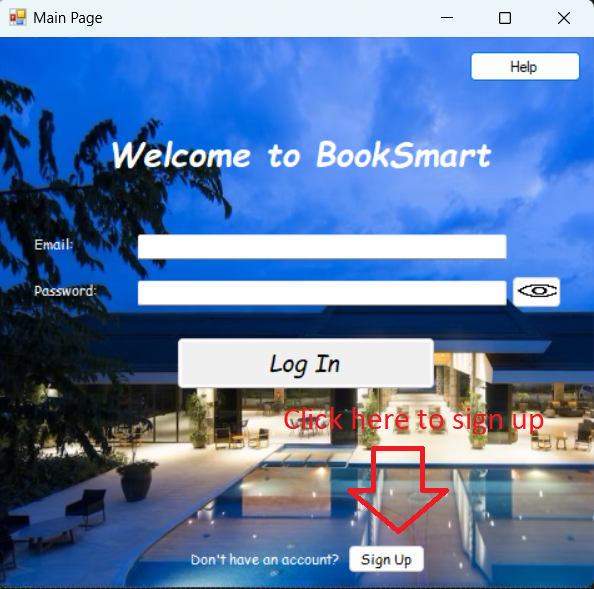 Main Page
Help
Welcome to BookSmart
Email:
Password:
Log In
Click here to sign up
Don't have an account? Sign Up